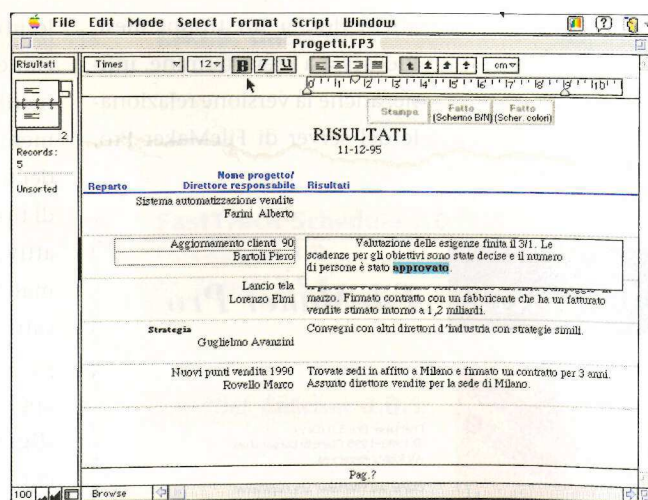 File Edit Mode Select Format Script Window
Progetti.FP3
Risultati
Times 12 B I U cm
2
Records:
5
Unsorted
Stampa Fatto (Schermo B/N) Fatto (Scher. colori)
RISULTATI
11-12-95
Reparto Nome progetto/ Direttore responsabile Risultati
Sistema automatizzazione vendite
Farini Alberto
Aggiornamento clienti 90
Bartoli Piero
Valutazione delle esigenze finita il 3/1. Le
scadenze per gli obiettivi sono state decise e il numero
di persone è stato approvato.
Lancio tela
Lorenzo Elmi
marzo. Firmato contratto con un fabbricante che ha un fatturato
vendite stimato intorno a 1,2 miliardi.
Strategia
Guglielmo Avanzini
Convegni con altri direttori d'industria con strategie simili.
Nuovi punti vendita 1990
Rovello Marco
Trovate sedi in affitto a Milano e firmato un contratto per 3 anni.
Assunto direttore vendite per la sede di Milano.
Pag.?
100 Browse